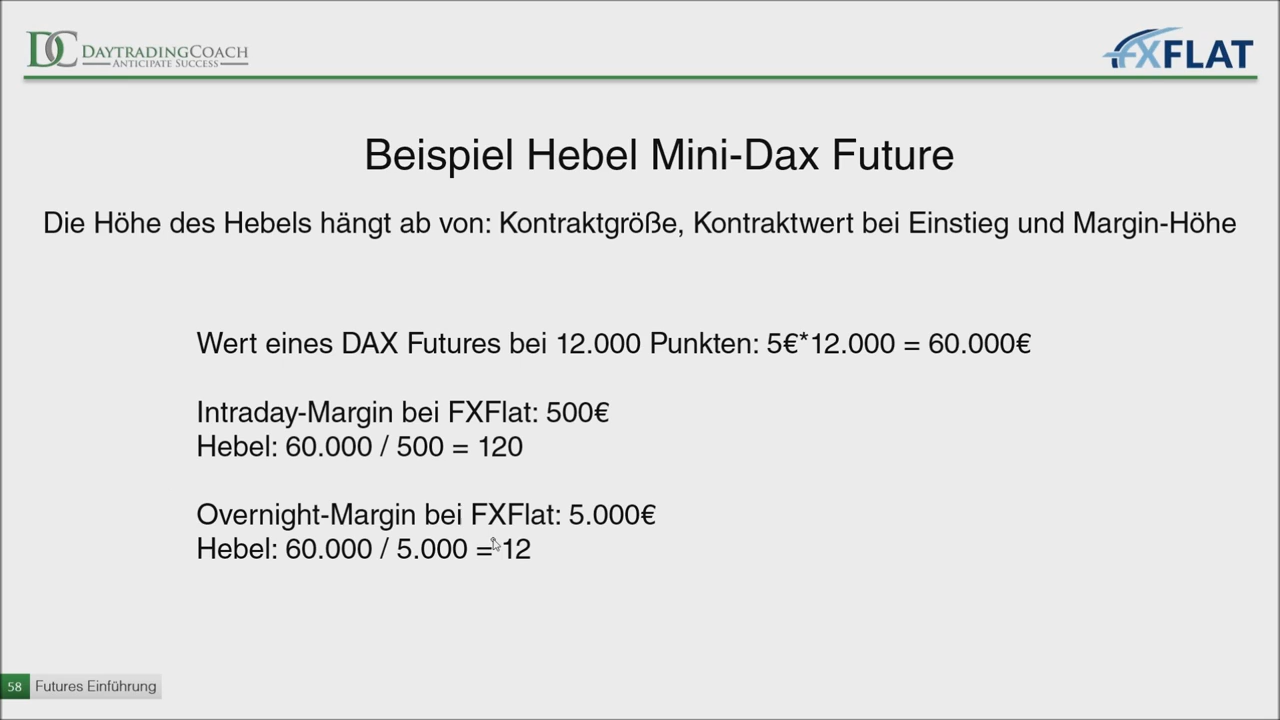 DC DAYTRADINGCOACH
ANTICIPATE SUCCESS
FXFLAT
Beispiel Hebel Mini-Dax Future
Die Höhe des Hebels hängt ab von: Kontraktgröße, Kontraktwert bei Einstieg und Margin-Höhe
Wert eines DAX Futures bei 12.000 Punkten: 5€*12.000 = 60.000€
Intraday-Margin bei FXFlat: 500€
Hebel: 60.000 / 500 = 120
Overnight-Margin bei FXFlat: 5.000€
Hebel: 60.000 / 5.000 = 12
58 Futures Einführung